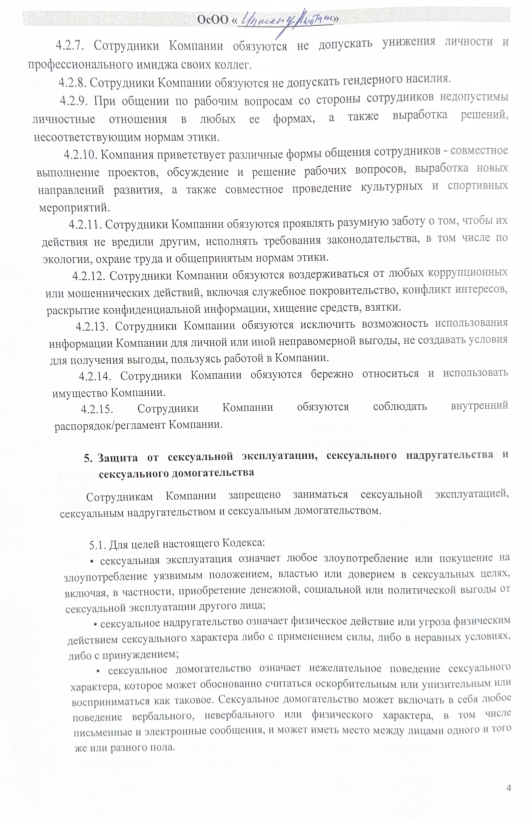 ОсОО « »
4.2.7. Сотрудники Компании обязуются не допускать унижения личности и
профессионального имиджа своих коллег.
4.2.8. Сотрудники Компании обязуются не допускать гендерного насилия.
4.2.9. При общении по рабочим вопросам со стороны сотрудников недопустимы
личностные отношения в любых ее формах, а также выработка решений,
несоответствующим нормам этики.
4.2.10. Компания приветствует различные формы общения сотрудников - совместное
выполнение проектов, обсуждение и решение рабочих вопросов, выработка новых
направлений развития, а также совместное проведение культурных и спортивных
мероприятий.
4.2.11. Сотрудники Компании обязуются проявлять разумную заботу о том, чтобы их
действия не вредили другим, исполнять требования законодательства, в том числе по
экологии, охране труда и общепринятым нормам этики.
4.2.12. Сотрудники Компании обязуются воздерживаться от любых коррупционных
или мошеннических действий, включая служебное покровительство, конфликт интересов,
раскрытие конфиденциальной информации, хищение средств, взятки.
4.2.13. Сотрудники Компании обязуются исключить возможность использования
информации Компании для личной или иной неправомерной выгоды, не создавать условия
для получения выгоды, пользуясь работой в Компании.
4.2.14. Сотрудники Компании обязуются бережно относиться и использовать
имущество Компании.
4.2.15. Сотрудники Компании обязуются соблюдать внутренний
распорядок/регламент Компании.
5. Защита от сексуальной эксплуатации, сексуального надругательства и
сексуального домогательства
Сотрудникам Компании запрещено заниматься сексуальной эксплуатацией,
сексуальным надругательством и сексуальным домогательством.
5.1. Для целей настоящего Кодекса:
• сексуальная эксплуатация означает любое злоупотребление или покушение на
злоупотребление уязвимым положением, властью или доверием в сексуальных целях,
включая, в частности, приобретение денежной, социальной или политической выгоды от
сексуальной эксплуатации другого лица;
• сексуальное надругательство означает физическое действие или угроза физическим
действием сексуального характера либо с применением силы, либо в неравных условиях,
либо с принуждением;
• сексуальное домогательство означает нежелательное поведение сексуального
характера, которое может обоснованно считаться оскорбительным или унизительным или
восприниматься как таковое. Сексуальное домогательство может включать в себя любое
поведение вербального, невербального или физического характера, в том числе
письменные и электронные сообщения, и может иметь место между лицами одного и того
же или разного пола.
4